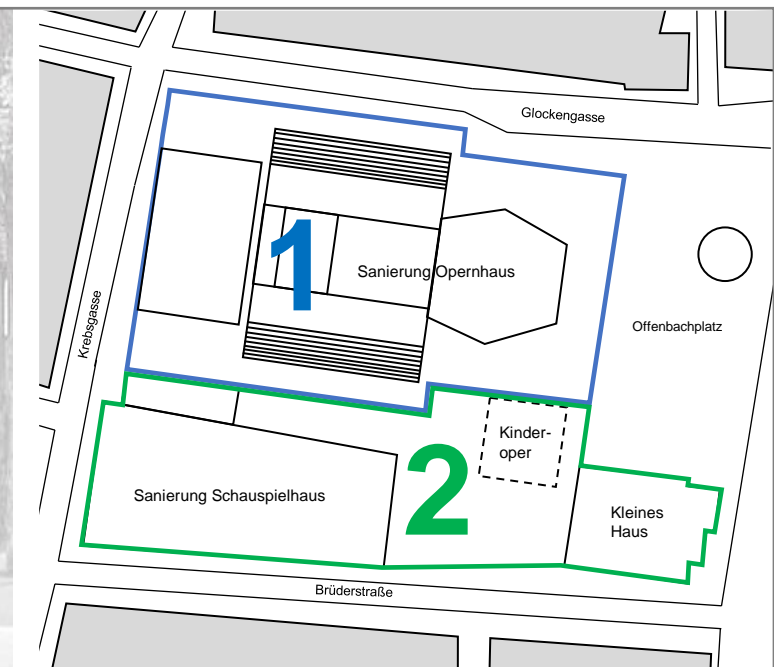 Glockengasse
1
Sanierung Opernhaus
Krebsgasse
Offenbachplatz
Kinder-
oper
2
Sanierung Schauspielhaus
Kleines
Haus
Brüderstraße